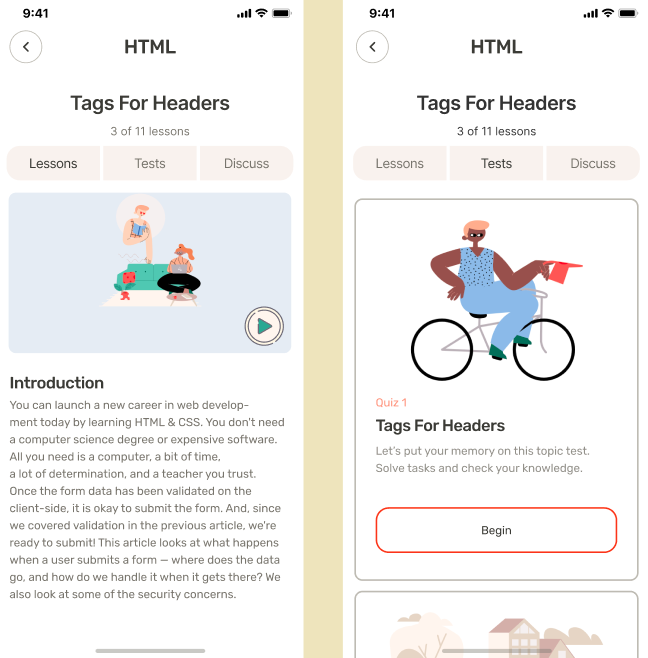 9:41
HTML
Tags For Headers
3 of 11 lessons
Lessons Tests Discuss
Introduction
You can launch a new career in web develop-
ment today by learning HTML & CSS. You don't need
a computer science degree or expensive software.
All you need is a computer, a bit of time,
a lot of determination, and a teacher you trust.
Once the form data has been validated on the
client-side, it is okay to submit the form. And, since
we covered validation in the previous article, we're
ready to submit! This article looks at what happens
when a user submits a form — where does the data
go, and how do we handle it when it gets there? We
also look at some of the security concerns.
9:41
HTML
Tags For Headers
3 of 11 lessons
Lessons Tests Discuss
Quiz 1
Tags For Headers
Let's put your memory on this topic test.
Solve tasks and check your knowledge.
Begin